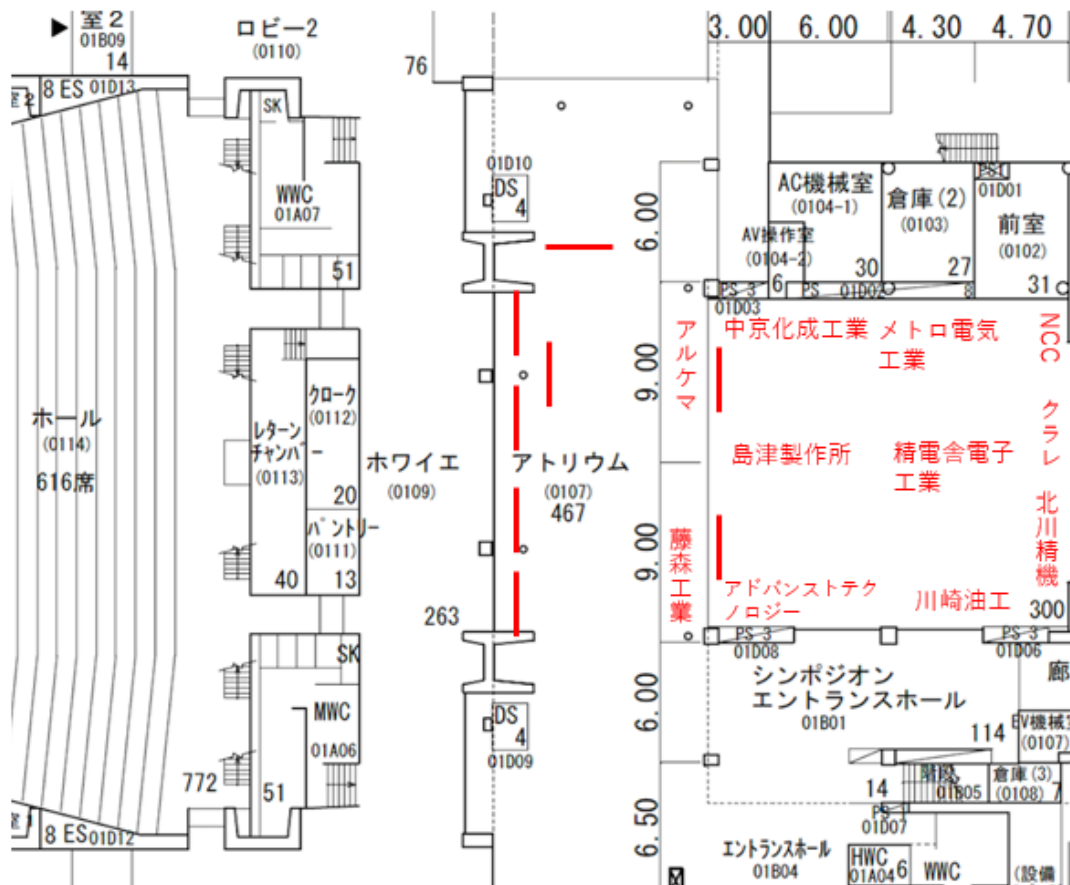 室2
01B09
14
8 ES 01D13
ロビー2
(0110)
76
3.00 6.00 4.30 4.70
SK
WWC
01A07
51
01D10
DS
4
6.00
AC機械室
(0104-1)
30
AV操作室
(0104-2)
6
倉庫(2)
(0103)
27
PS1
01D01
前室
(0102)
31
PS 3
01D03
PS 01D02
8
ホール
(0114)
616席
レターン
チャンバー
(0113)
40
クローク
(0112)
20
パントリー
(0111)
13
ホワイエ
(0109)
263
アトリウム
(0107)
467
9.00
9.00
アルケマ
藤森工業
中京化成工業
メトロ電気
工業
島津製作所
精電舎電子
工業
NCC
クラレ
北川精機
アドバンストテク
ノロジー
川崎油工
300
PS 3
01D08
PS 3
01D06
SK
MWC
01A06
51
772
8 ES 01D12
DS
4
01D09
6.00
シンポジオン
エントランスホール
01B01
114
廊
EV機械室
(0107)
14
階段
01B05
倉庫(3)
(0108)
7
PS
01D07
6.50
エントランスホール
01B04
HWC
01A04 6
WWC
(設備